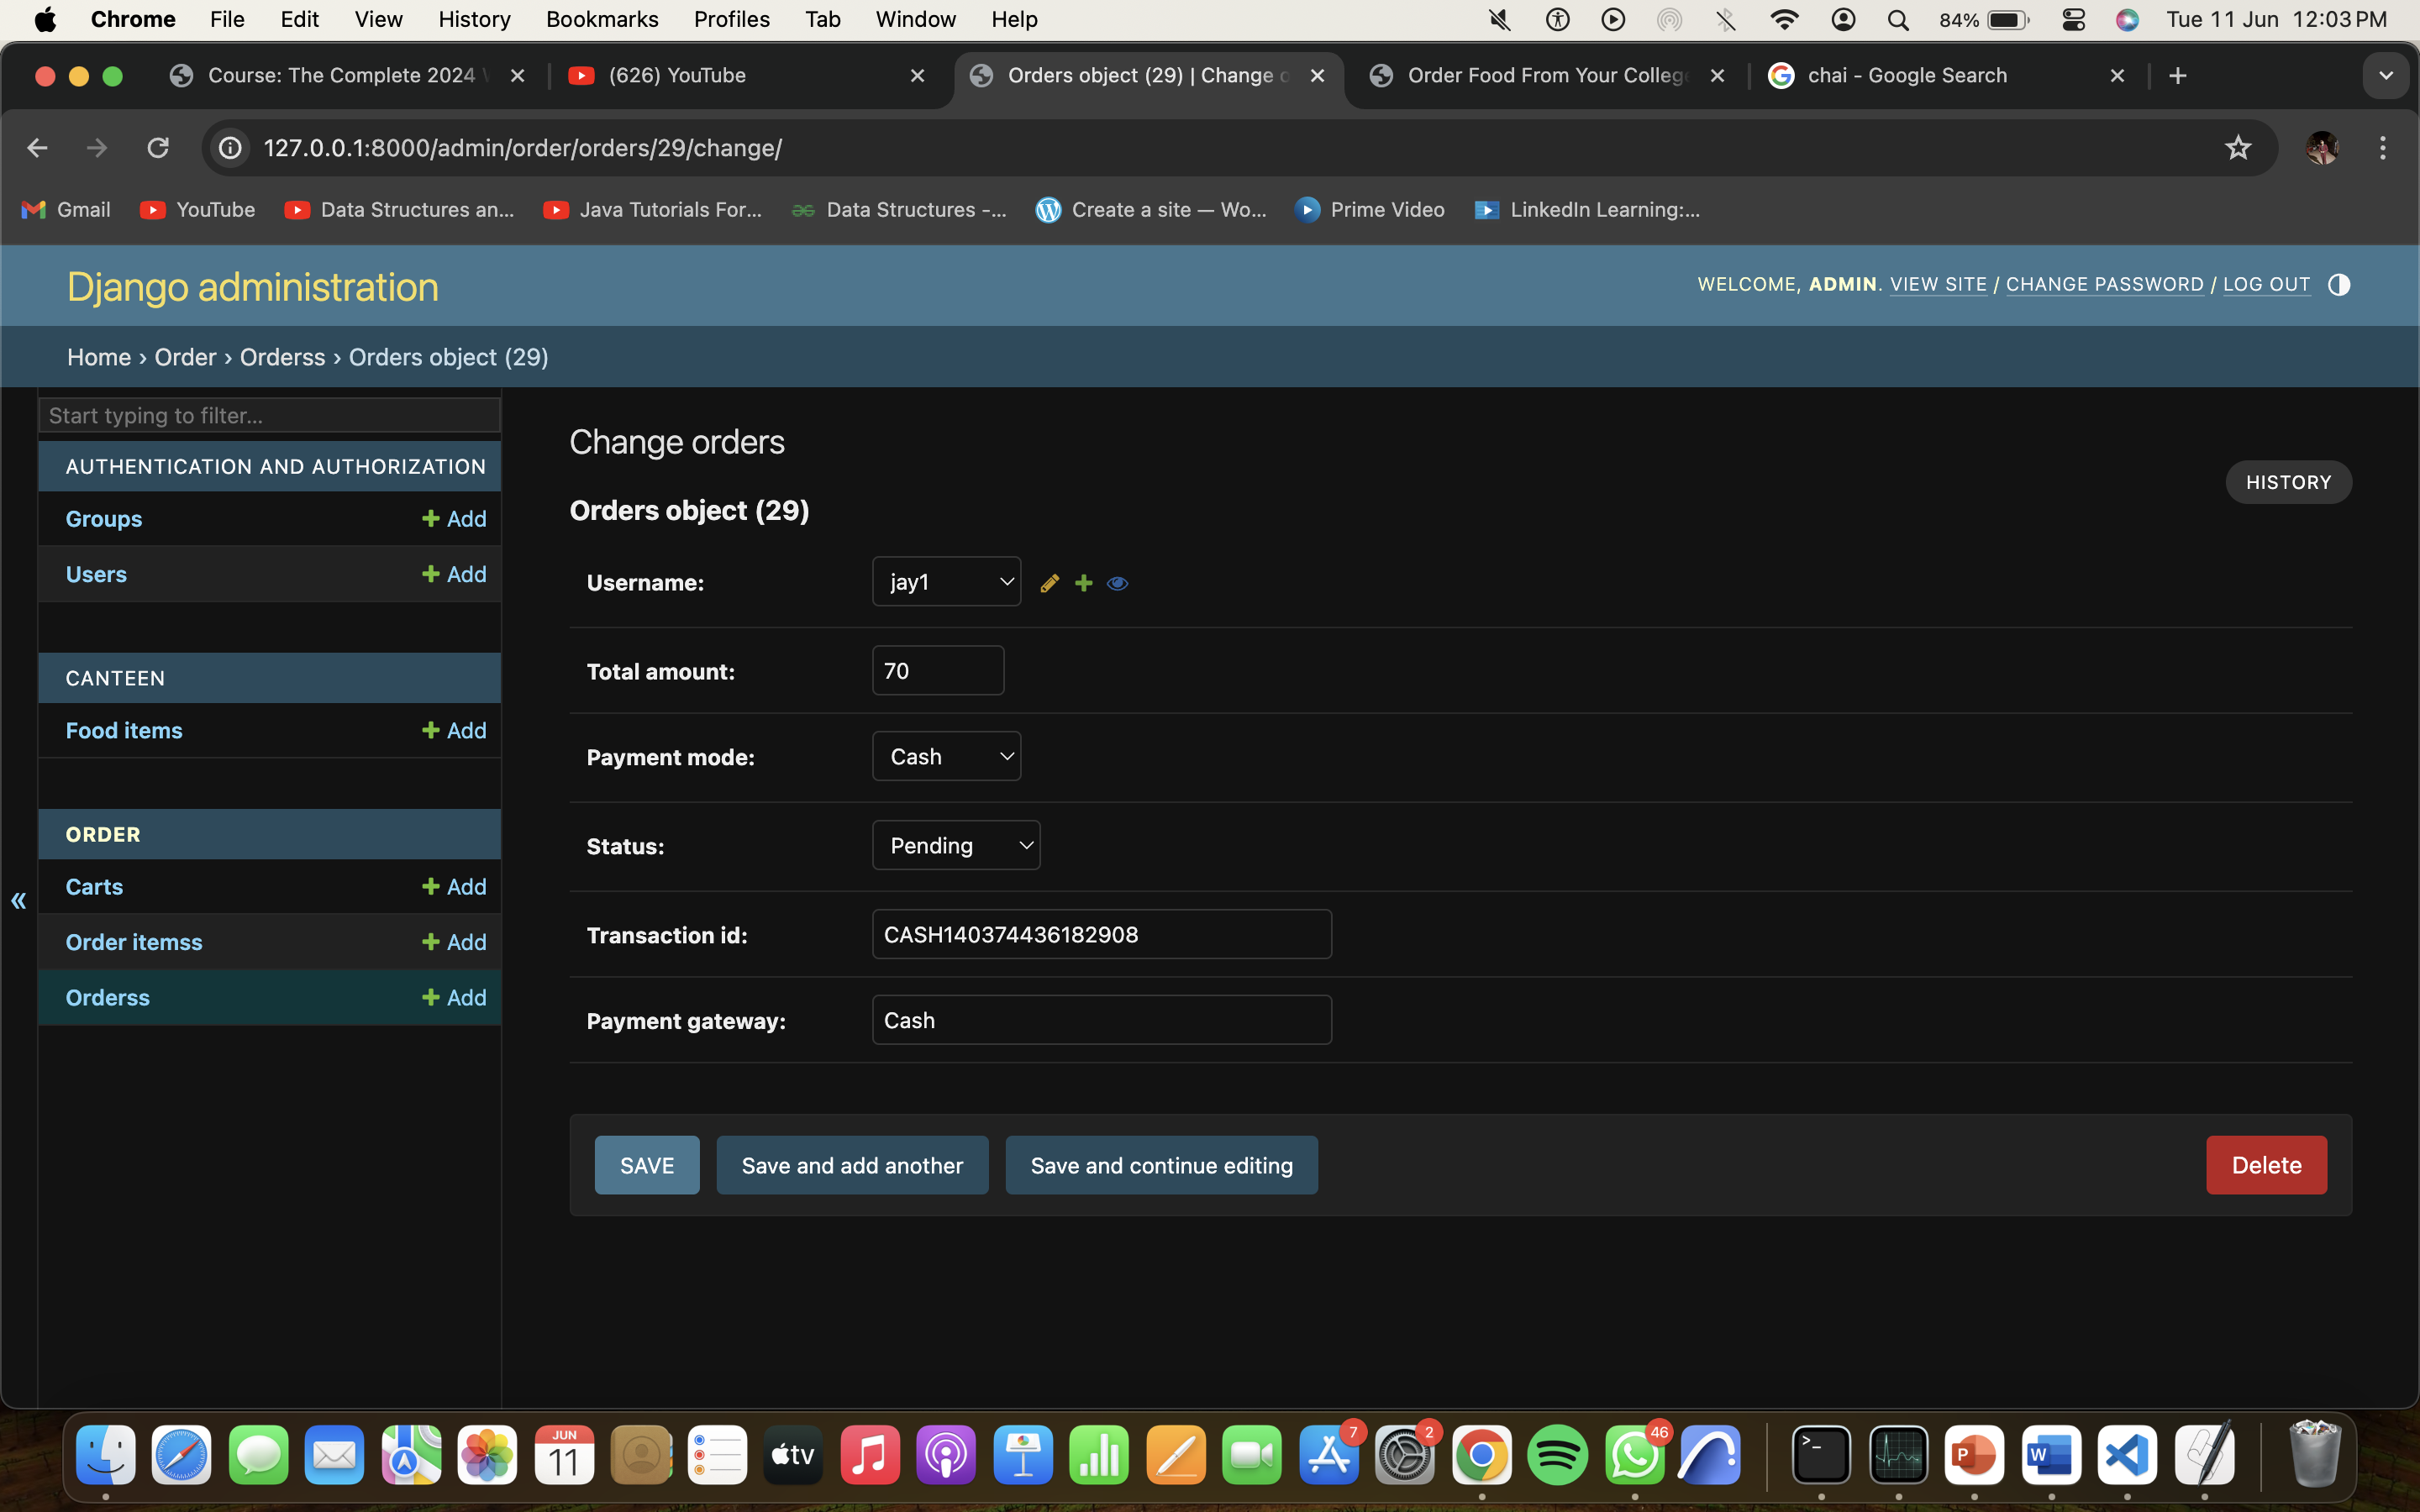 Chrome File Edit View History Bookmarks Profiles Tab Window Help 84% Tue 11 Jun 12:03 PM
Course: The Complete 2024 (626) YouTube Orders object (29) | Change Order Food From Your College chai - Google Search
127.0.0.1:8000/admin/order/orders/29/change/
Gmail YouTube Data Structures an... Java Tutorials For... Data Structures -... Create a site — Wo... Prime Video LinkedIn Learning:...
Django administration
WELCOME, ADMIN. VIEW SITE / CHANGE PASSWORD / LOG OUT
Home › Order › Orderss › Orders object (29)
Start typing to filter...
AUTHENTICATION AND AUTHORIZATION
Groups Add
Users Add
CANTEEN
Food items Add
ORDER
Carts Add
Order itemss Add
Orderss Add
«
Change orders
HISTORY
Orders object (29)
Username: jay1
Total amount: 70
Payment mode: Cash
Status: Pending
Transaction id: CASH140374436182908
Payment gateway: Cash
SAVE Save and add another Save and continue editing Delete
JUN
11
tv
7
2
46
>_
P
W